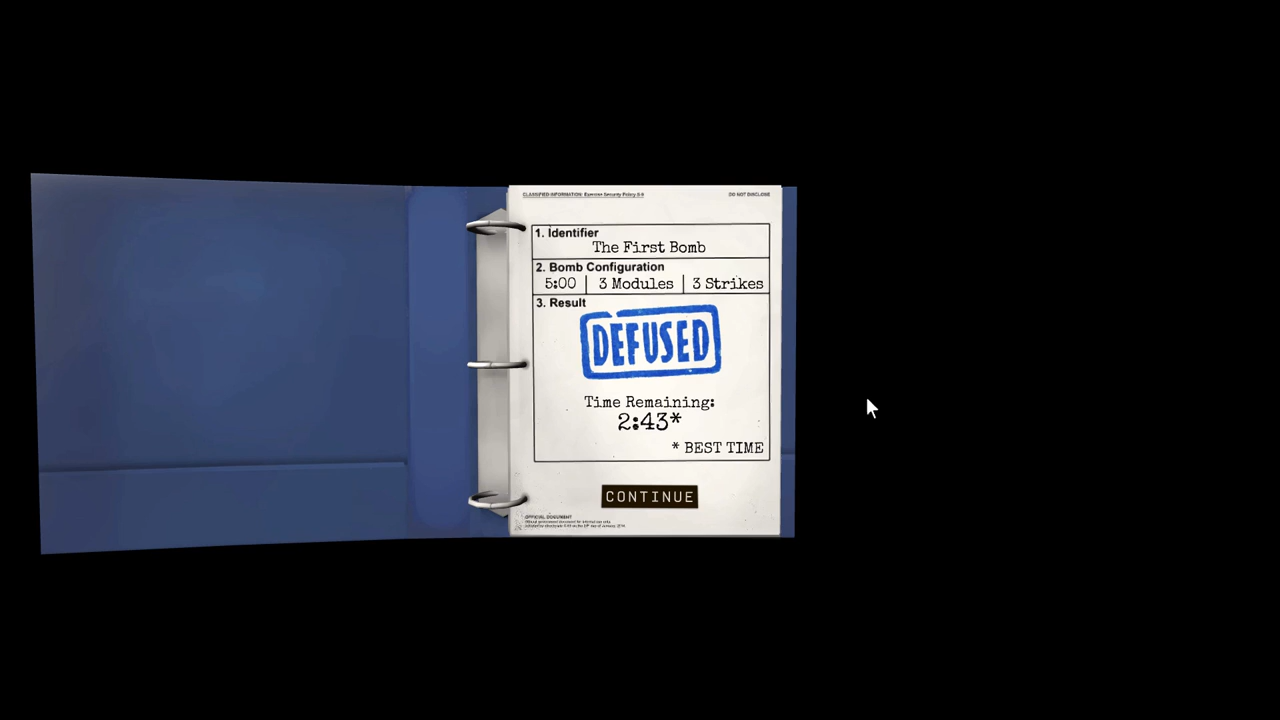 CLASSIFIED INFORMATION: Exercise Security Policy X-9 DO NOT DISCLOSE
1. Identifier
The First Bomb
2. Bomb Configuration
5:00 3 Modules 3 Strikes
3. Result
DEFUSED
Time Remaining:
2:43*
* BEST TIME
CONTINUE
OFFICIAL DOCUMENT